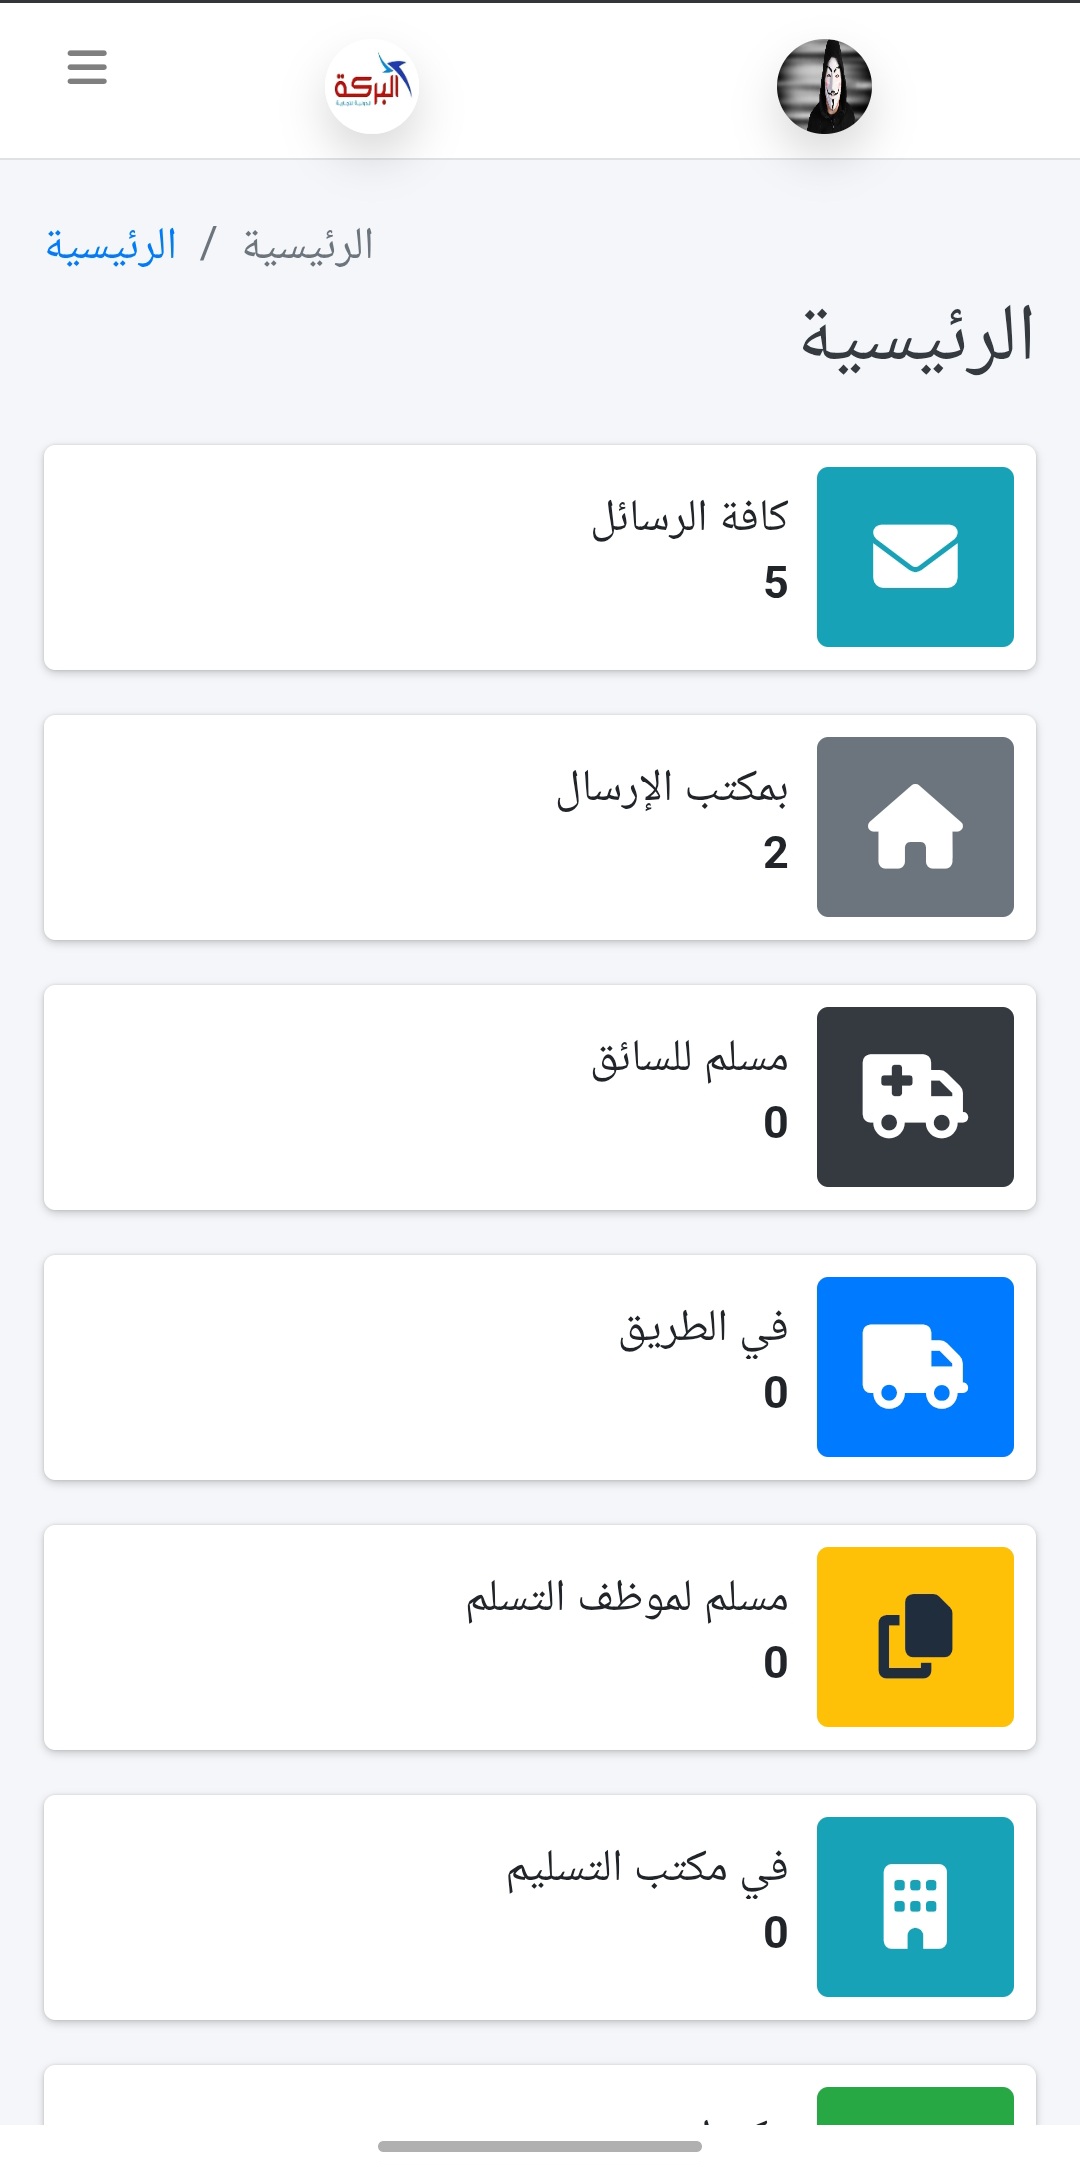 البركة
الرئيسية / الرئيسية
الرئيسية
كافة الرسائل
5
بمكتب الإرسال
2
مسلم للسائق
0
في الطريق
0
مسلم لموظف التسلم
0
في مكتب التسليم
0